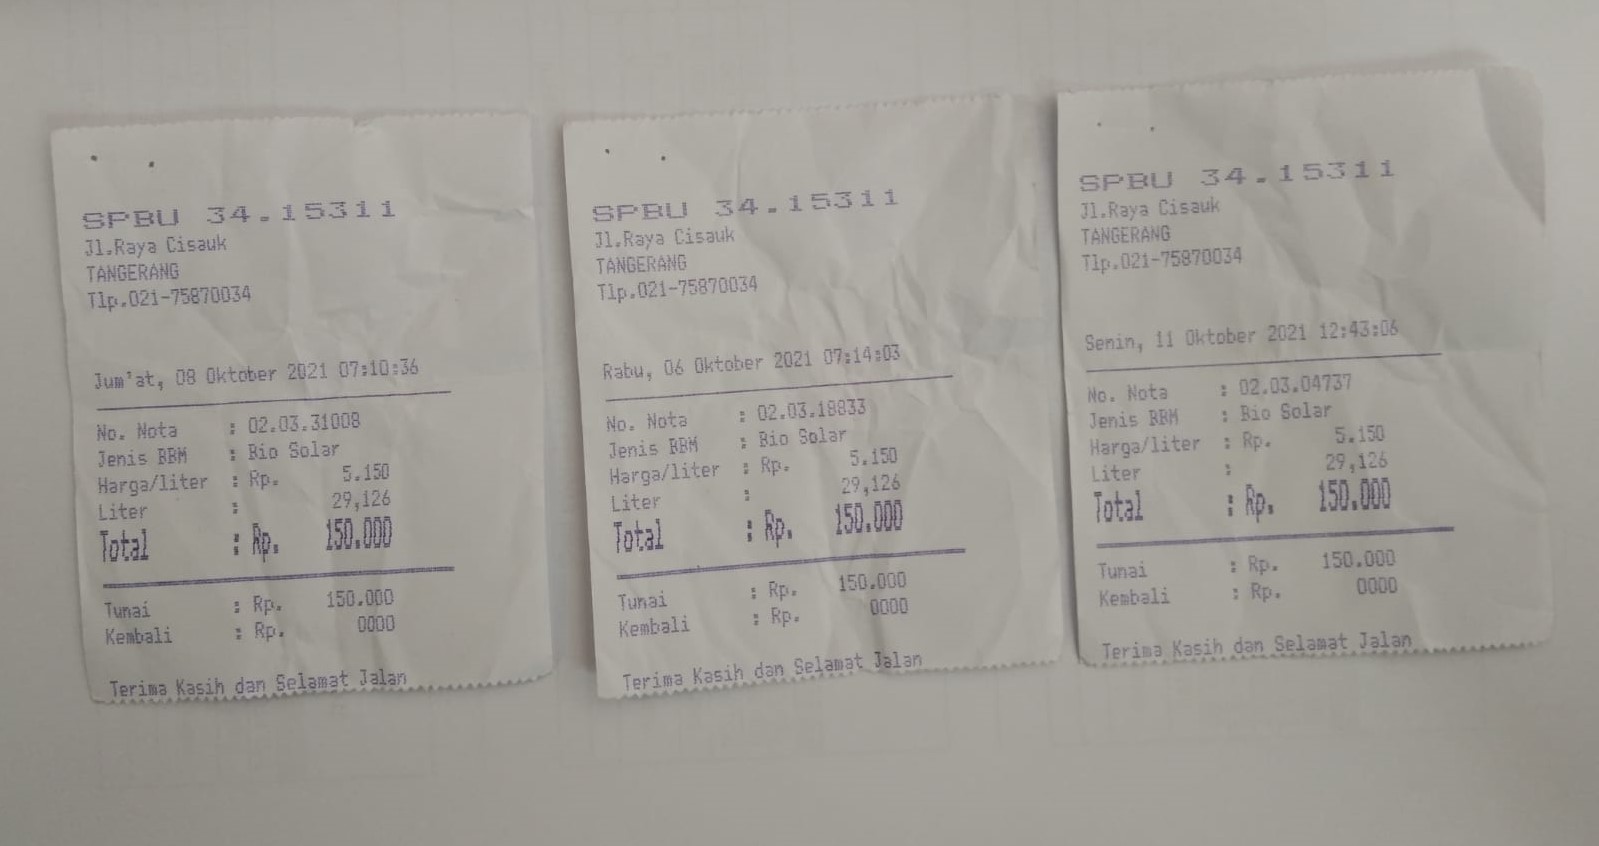 SPBU 34.15311
Jl.Raya Cisauk
TANGERANG
Tlp.021-75870034
Jum'at, 08 Oktober 2021 07:10:36
No. Nota : 02.03.31008
Jenis BBM : Bio Solar
Harga/liter : Rp. 5.150
Liter : 29,126
Total : Rp. 150.000
Tunai : Rp. 150.000
Kembali : Rp. 0000
Terima Kasih dan Selamat Jalan
SPBU 34.15311
Jl.Raya Cisauk
TANGERANG
Tlp.021-75870034
Rabu, 06 Oktober 2021 07:14:03
No. Nota : 02.03.18833
Jenis BBM : Bio Solar
Harga/liter : Rp. 5.150
Liter : 29,126
Total : Rp. 150.000
Tunai : Rp. 150.000
Kembali : Rp. 0000
Terima Kasih dan Selamat Jalan
SPBU 34.15311
Jl.Raya Cisauk
TANGERANG
Tlp.021-75870034
Senin, 11 Oktober 2021 12:43:06
No. Nota : 02.03.04737
Jenis BBM : Bio Solar
Harga/liter : Rp. 5.150
Liter : 29,126
Total : Rp. 150.000
Tunai : Rp. 150.000
Kembali : Rp. 0000
Terima Kasih dan Selamat Jalan